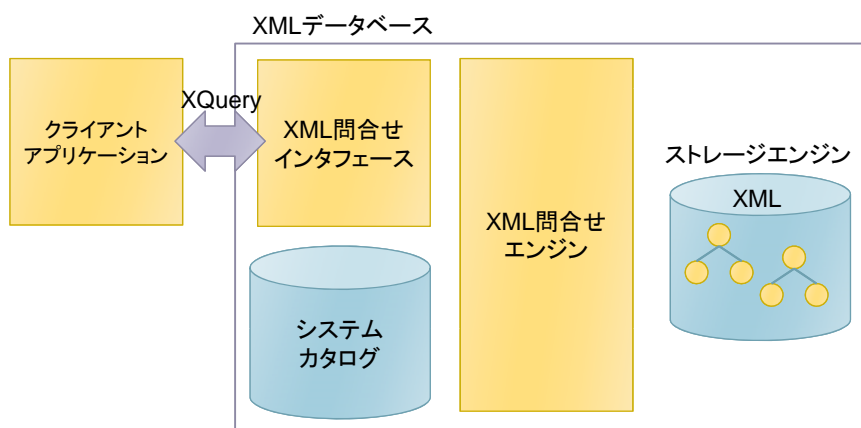 XMLデータベース
クライアント
アプリケーション
XQuery
XML問合せ
インタフェース
システム
カタログ
XML問合せ
エンジン
ストレージエンジン
XML